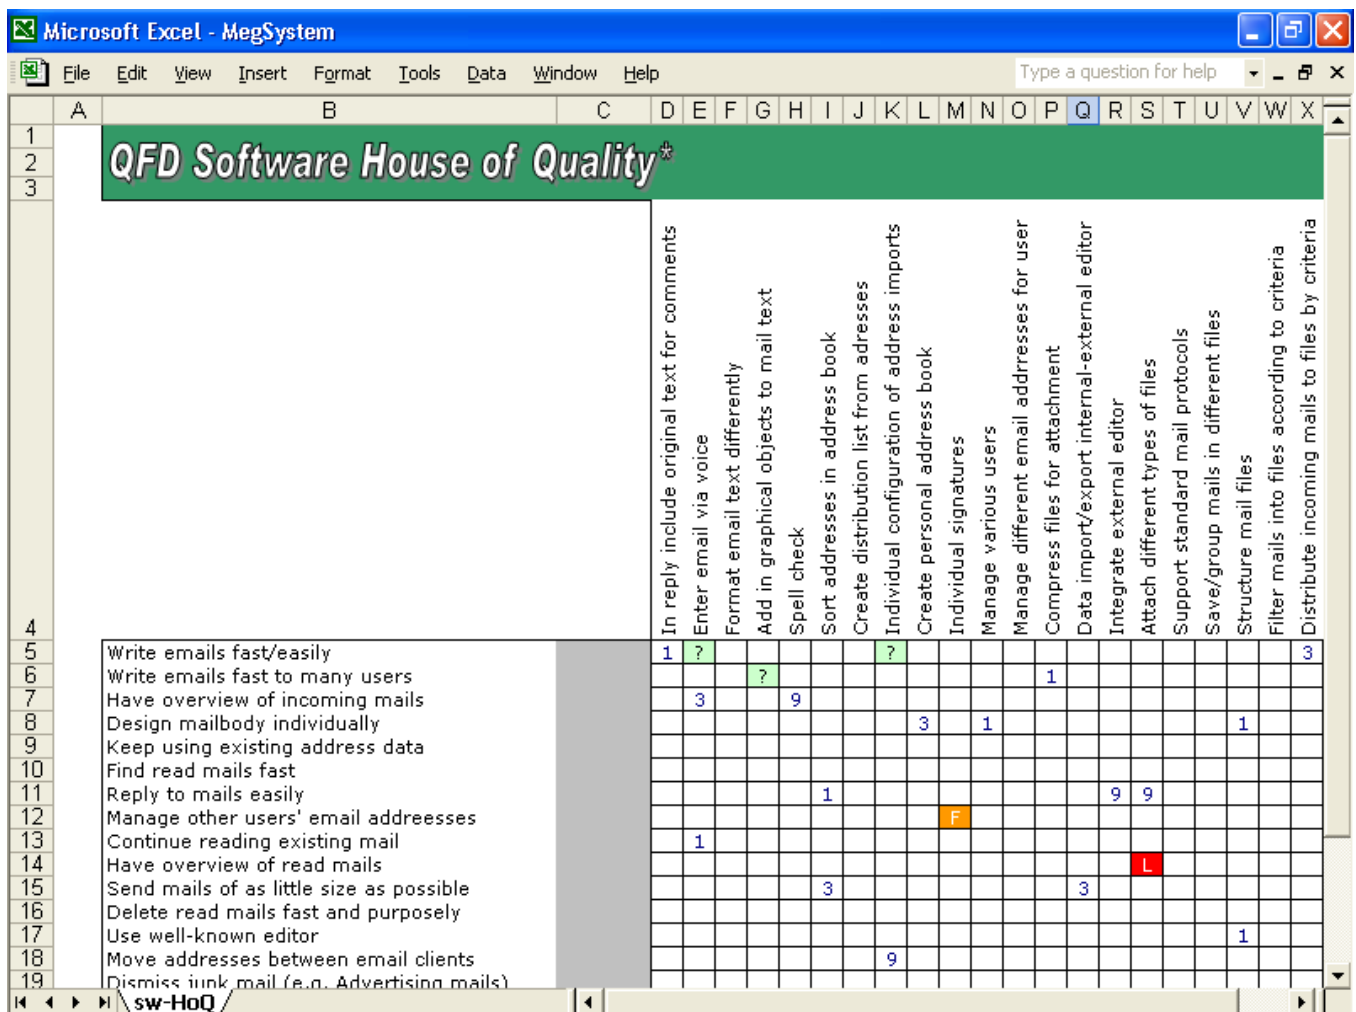 Microsoft Excel - MegSystem
File Edit View Insert Format Tools Data Window Help Type a question for help
A B C D E F G H I J K L M N O P Q R S T U V W X
1
2
3
QFD Software House of Quality*
4
In reply include original text for comments
Enter email via voice
Format email text differently
Add in graphical objects to mail text
Spell check
Sort addresses in address book
Create distribution list from adresses
Individual configuration of address imports
Create personal address book
Individual signatures
Manage various users
Manage different email addrresses for user
Compress files for attachment
Data import/export internal-external editor
Integrate external editor
Attach different types of files
Support standard mail protocols
Save/group mails in different files
Structure mail files
Filter mails into files according to criteria
Distribute incoming mails to files by criteria
5 Write emails fast/easily 1 ? ? 3
6 Write emails fast to many users ? 1
7 Have overview of incoming mails 3 9
8 Design mailbody individually 3 1 1
9 Keep using existing address data
10 Find read mails fast
11 Reply to mails easily 1 9 9
12 Manage other users' email addreesses F
13 Continue reading existing mail 1
14 Have overview of read mails L
15 Send mails of as little size as possible 3 3
16 Delete read mails fast and purposely
17 Use well-known editor 1
18 Move addresses between email clients 9
19 Dismiss junk mail (e.g. Advertising mails)
sw-HoQ